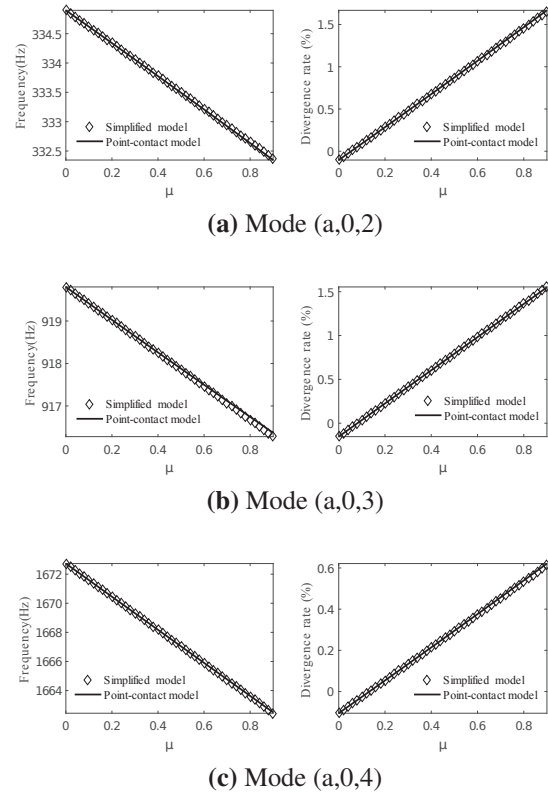 Frequency(Hz)
334.5
334
333.5
333
332.5
0 0.2 0.4 0.6 0.8
μ
Simplified model
Point-contact model
Divergence rate (%)
1.5
1
0.5
0
0 0.2 0.4 0.6 0.8
μ
Simplified model
Point-contact model
(a) Mode (a,0,2)
Frequency(Hz)
919
918
917
0 0.2 0.4 0.6 0.8
μ
Simplified model
Point-contact model
Divergence rate (%)
1.5
1
0.5
0
0 0.2 0.4 0.6 0.8
μ
Simplified model
Point-contact model
(b) Mode (a,0,3)
Frequency(Hz)
1672
1670
1668
1666
1664
0 0.2 0.4 0.6 0.8
μ
Simplified model
Point-contact model
Divergence rate (%)
0.6
0.4
0.2
0
0 0.2 0.4 0.6 0.8
μ
Simplified model
Point-contact model
(c) Mode (a,0,4)